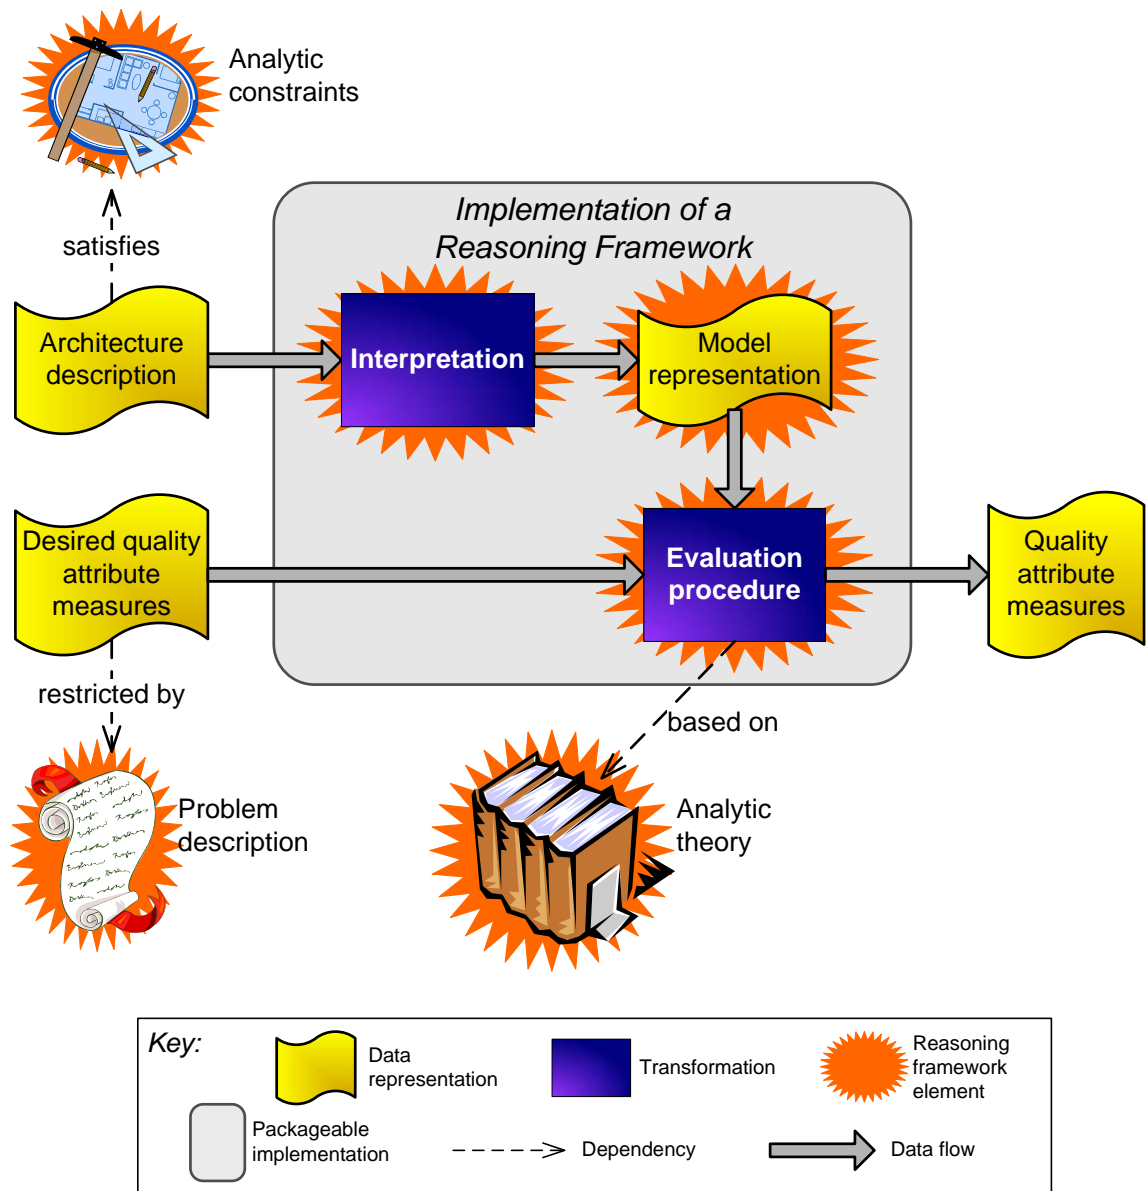 Analytic
constraints
satisfies
Implementation of a
Reasoning Framework
Architecture
description
Interpretation
Model
representation
Desired quality
attribute
measures
Evaluation
procedure
Quality
attribute
measures
restricted by
based on
Problem
description
Analytic
theory
Key:
Data
representation
Transformation
Reasoning
framework
element
Packageable
implementation
Dependency
Data flow